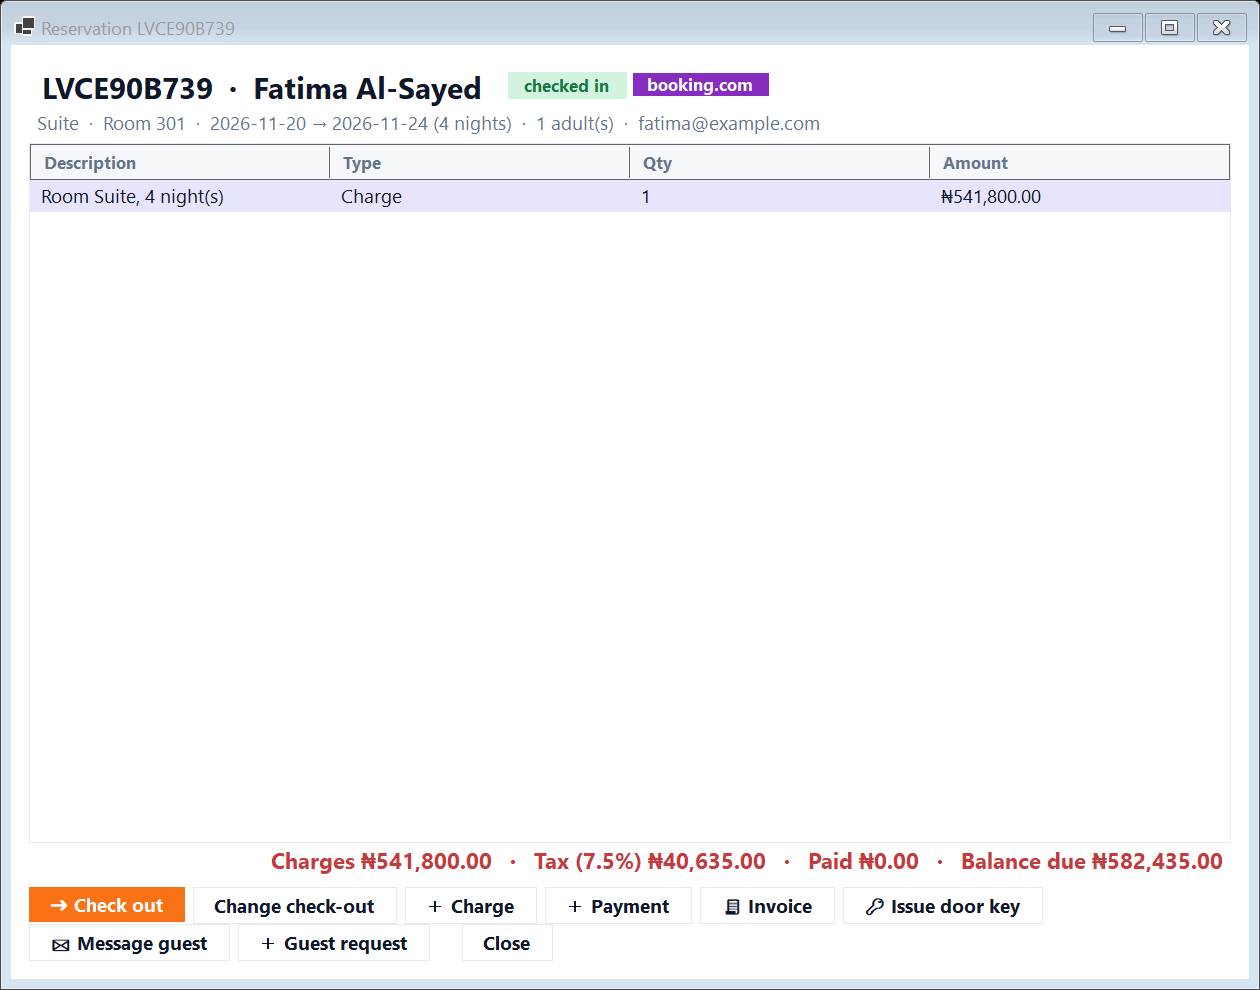 Reservation LVCE90B739
LVCE90B739 · Fatima Al-Sayed checked in booking.com
Suite · Room 301 · 2026-11-20 → 2026-11-24 (4 nights) · 1 adult(s) · fatima@example.com
Description Type Qty Amount
Room Suite, 4 night(s) Charge 1 ₦541,800.00
Charges ₦541,800.00 · Tax (7.5%) ₦40,635.00 · Paid ₦0.00 · Balance due ₦582,435.00
→ Check out Change check-out + Charge + Payment Invoice Issue door key
Message guest + Guest request Close